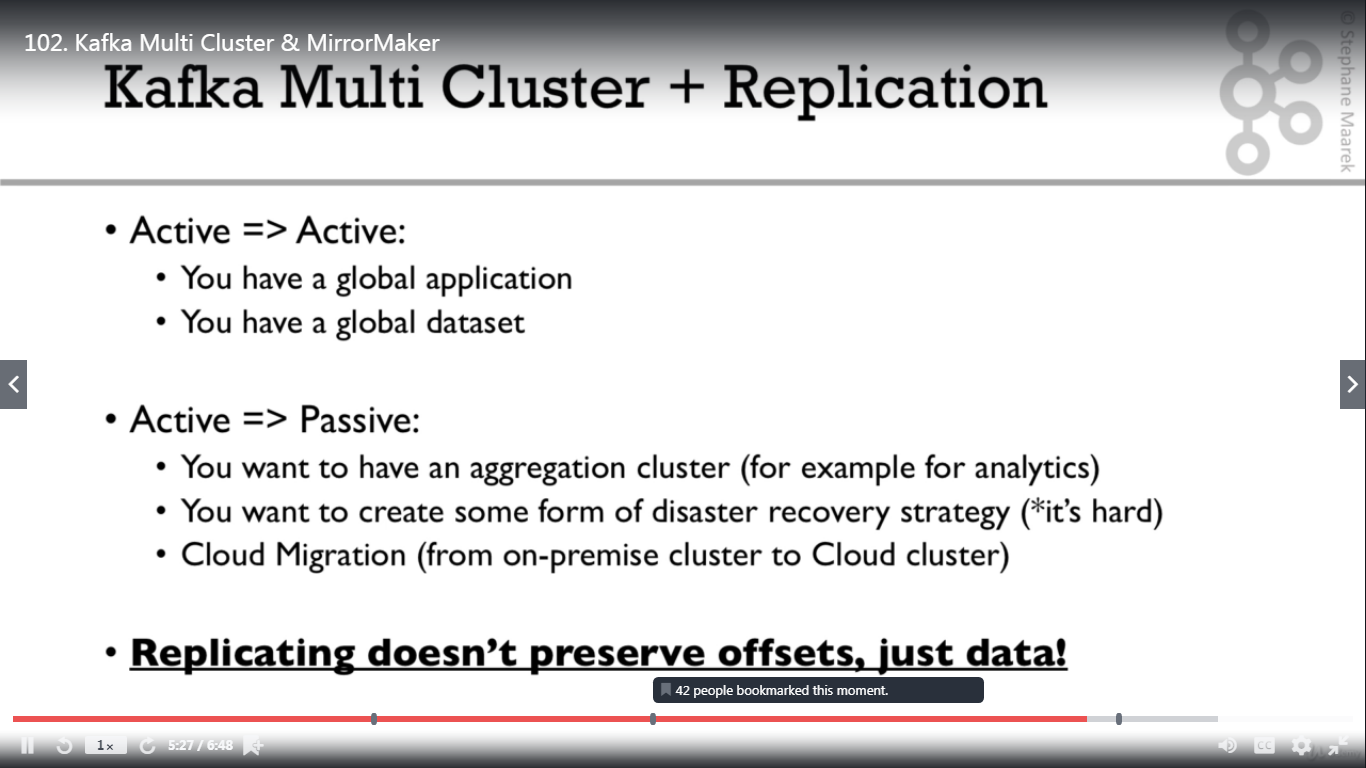 102. Kafka Multi Cluster & MirrorMaker
Kafka Multi Cluster + Replication
© Stephane Maarek
• Active => Active:
• You have a global application
• You have a global dataset
• Active => Passive:
• You want to have an aggregation cluster (for example for analytics)
• You want to create some form of disaster recovery strategy (*it's hard)
• Cloud Migration (from on-premise cluster to Cloud cluster)
• Replicating doesn't preserve offsets, just data!
42 people bookmarked this moment.
1x
5:27 / 6:48
CC